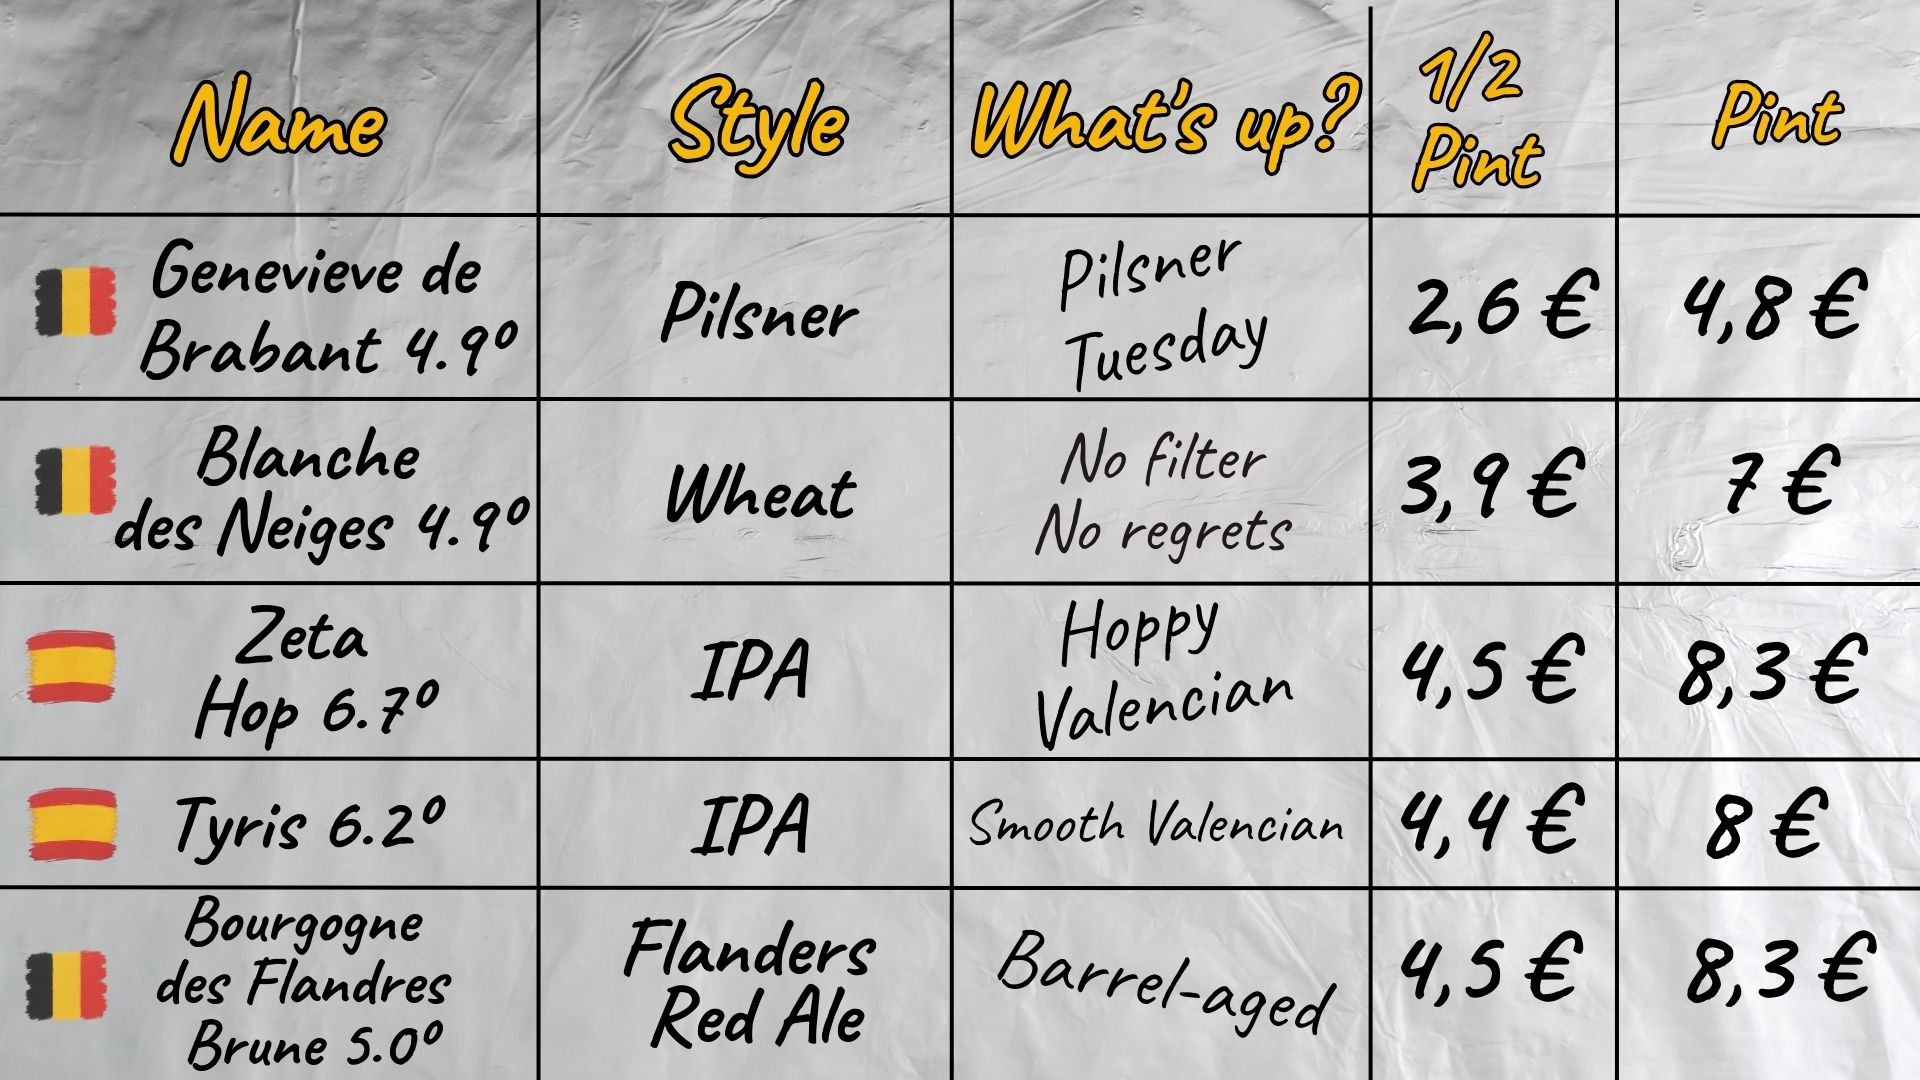 Name Style What's up? 1/2 Pint Pint
Genevieve de
Brabant 4.9º
Pilsner
Pilsner
Tuesday
2,6 €
4,8 €
Blanche
des Neiges 4.9º
Wheat
No filter
No regrets
3,9 €
7 €
Zeta
Hop 6.7º
IPA
Hoppy
Valencian
4,5 €
8,3 €
Tyris 6.2º
IPA
Smooth Valencian
4,4 €
8 €
Bourgogne
des Flandres
Brune 5.0º
Flanders
Red Ale
Barrel-aged
4,5 €
8,3 €